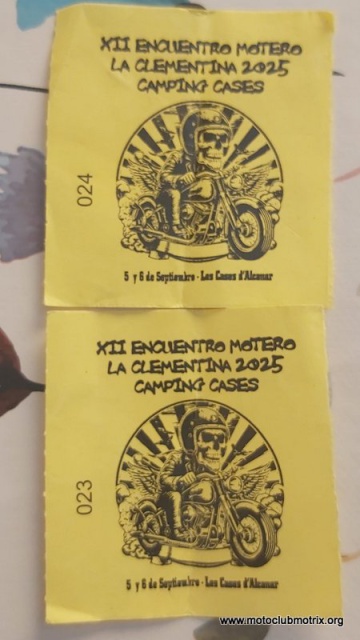 XII ENCUENTRO MOTERO
LA CLEMENTINA 2025
CAMPING CASES
024
5 y 6 de Septiembre - Les Cases d'Alcanar
XII ENCUENTRO MOTERO
LA CLEMENTINA 2025
CAMPING CASES
023
5 y 6 de Septiembre - Les Cases d'Alcanar
www.motoclubmotrix.org